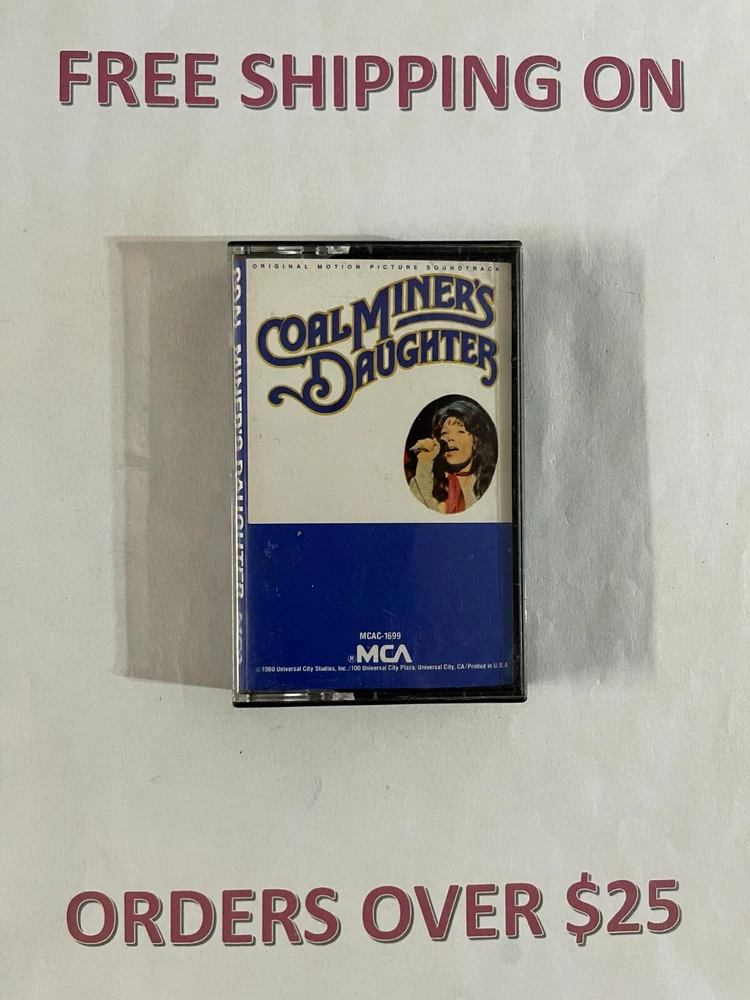 FREE SHIPPING ON
ORIGINAL MOTION PICTURE SOUNDTRACK
COAL MINER'S
DAUGHTER
COAL MINER'S DAUGHTER MCA
MCAC-1699
®MCA
© 1980 Universal City Studios, Inc./100 Universal City Plaza, Universal City, CA/Printed in U.S.A
ORDERS OVER $25